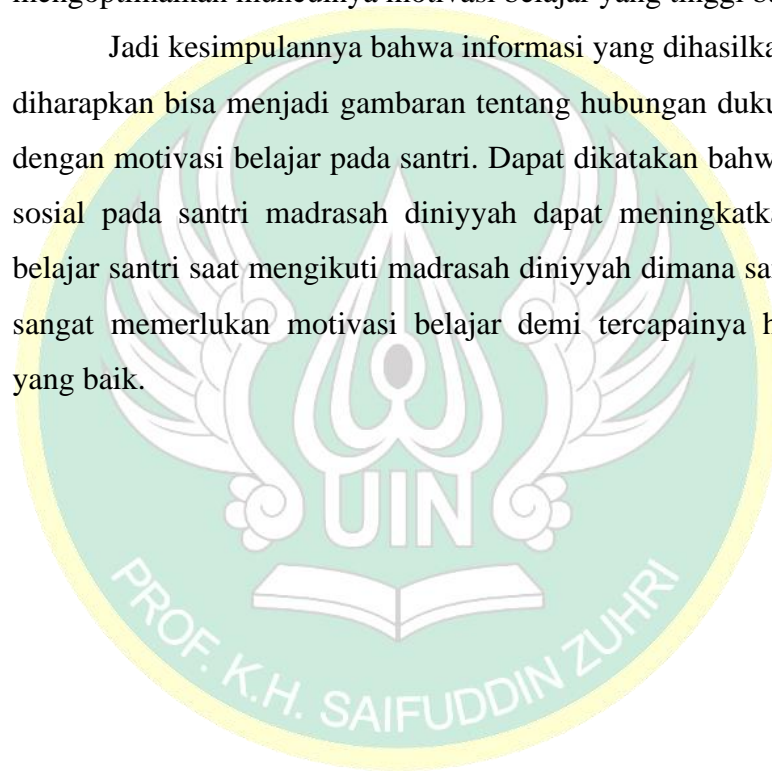 mengoptimalkan munculnya motivasi belajar yang tinggi
Jadi kesimpulannya bahwa informasi yang dihasilka
diharapkan bisa menjadi gambaran tentang hubungan duku
dengan motivasi belajar pada santri. Dapat dikatakan bahw
sosial pada santri madrasah diniyyah dapat meningkatka
belajar santri saat mengikuti madrasah diniyyah dimana sa
sangat memerlukan motivasi belajar demi tercapainya h
yang baik.
UIN
PROF. K.H. SAIFUDDIN ZUHRI